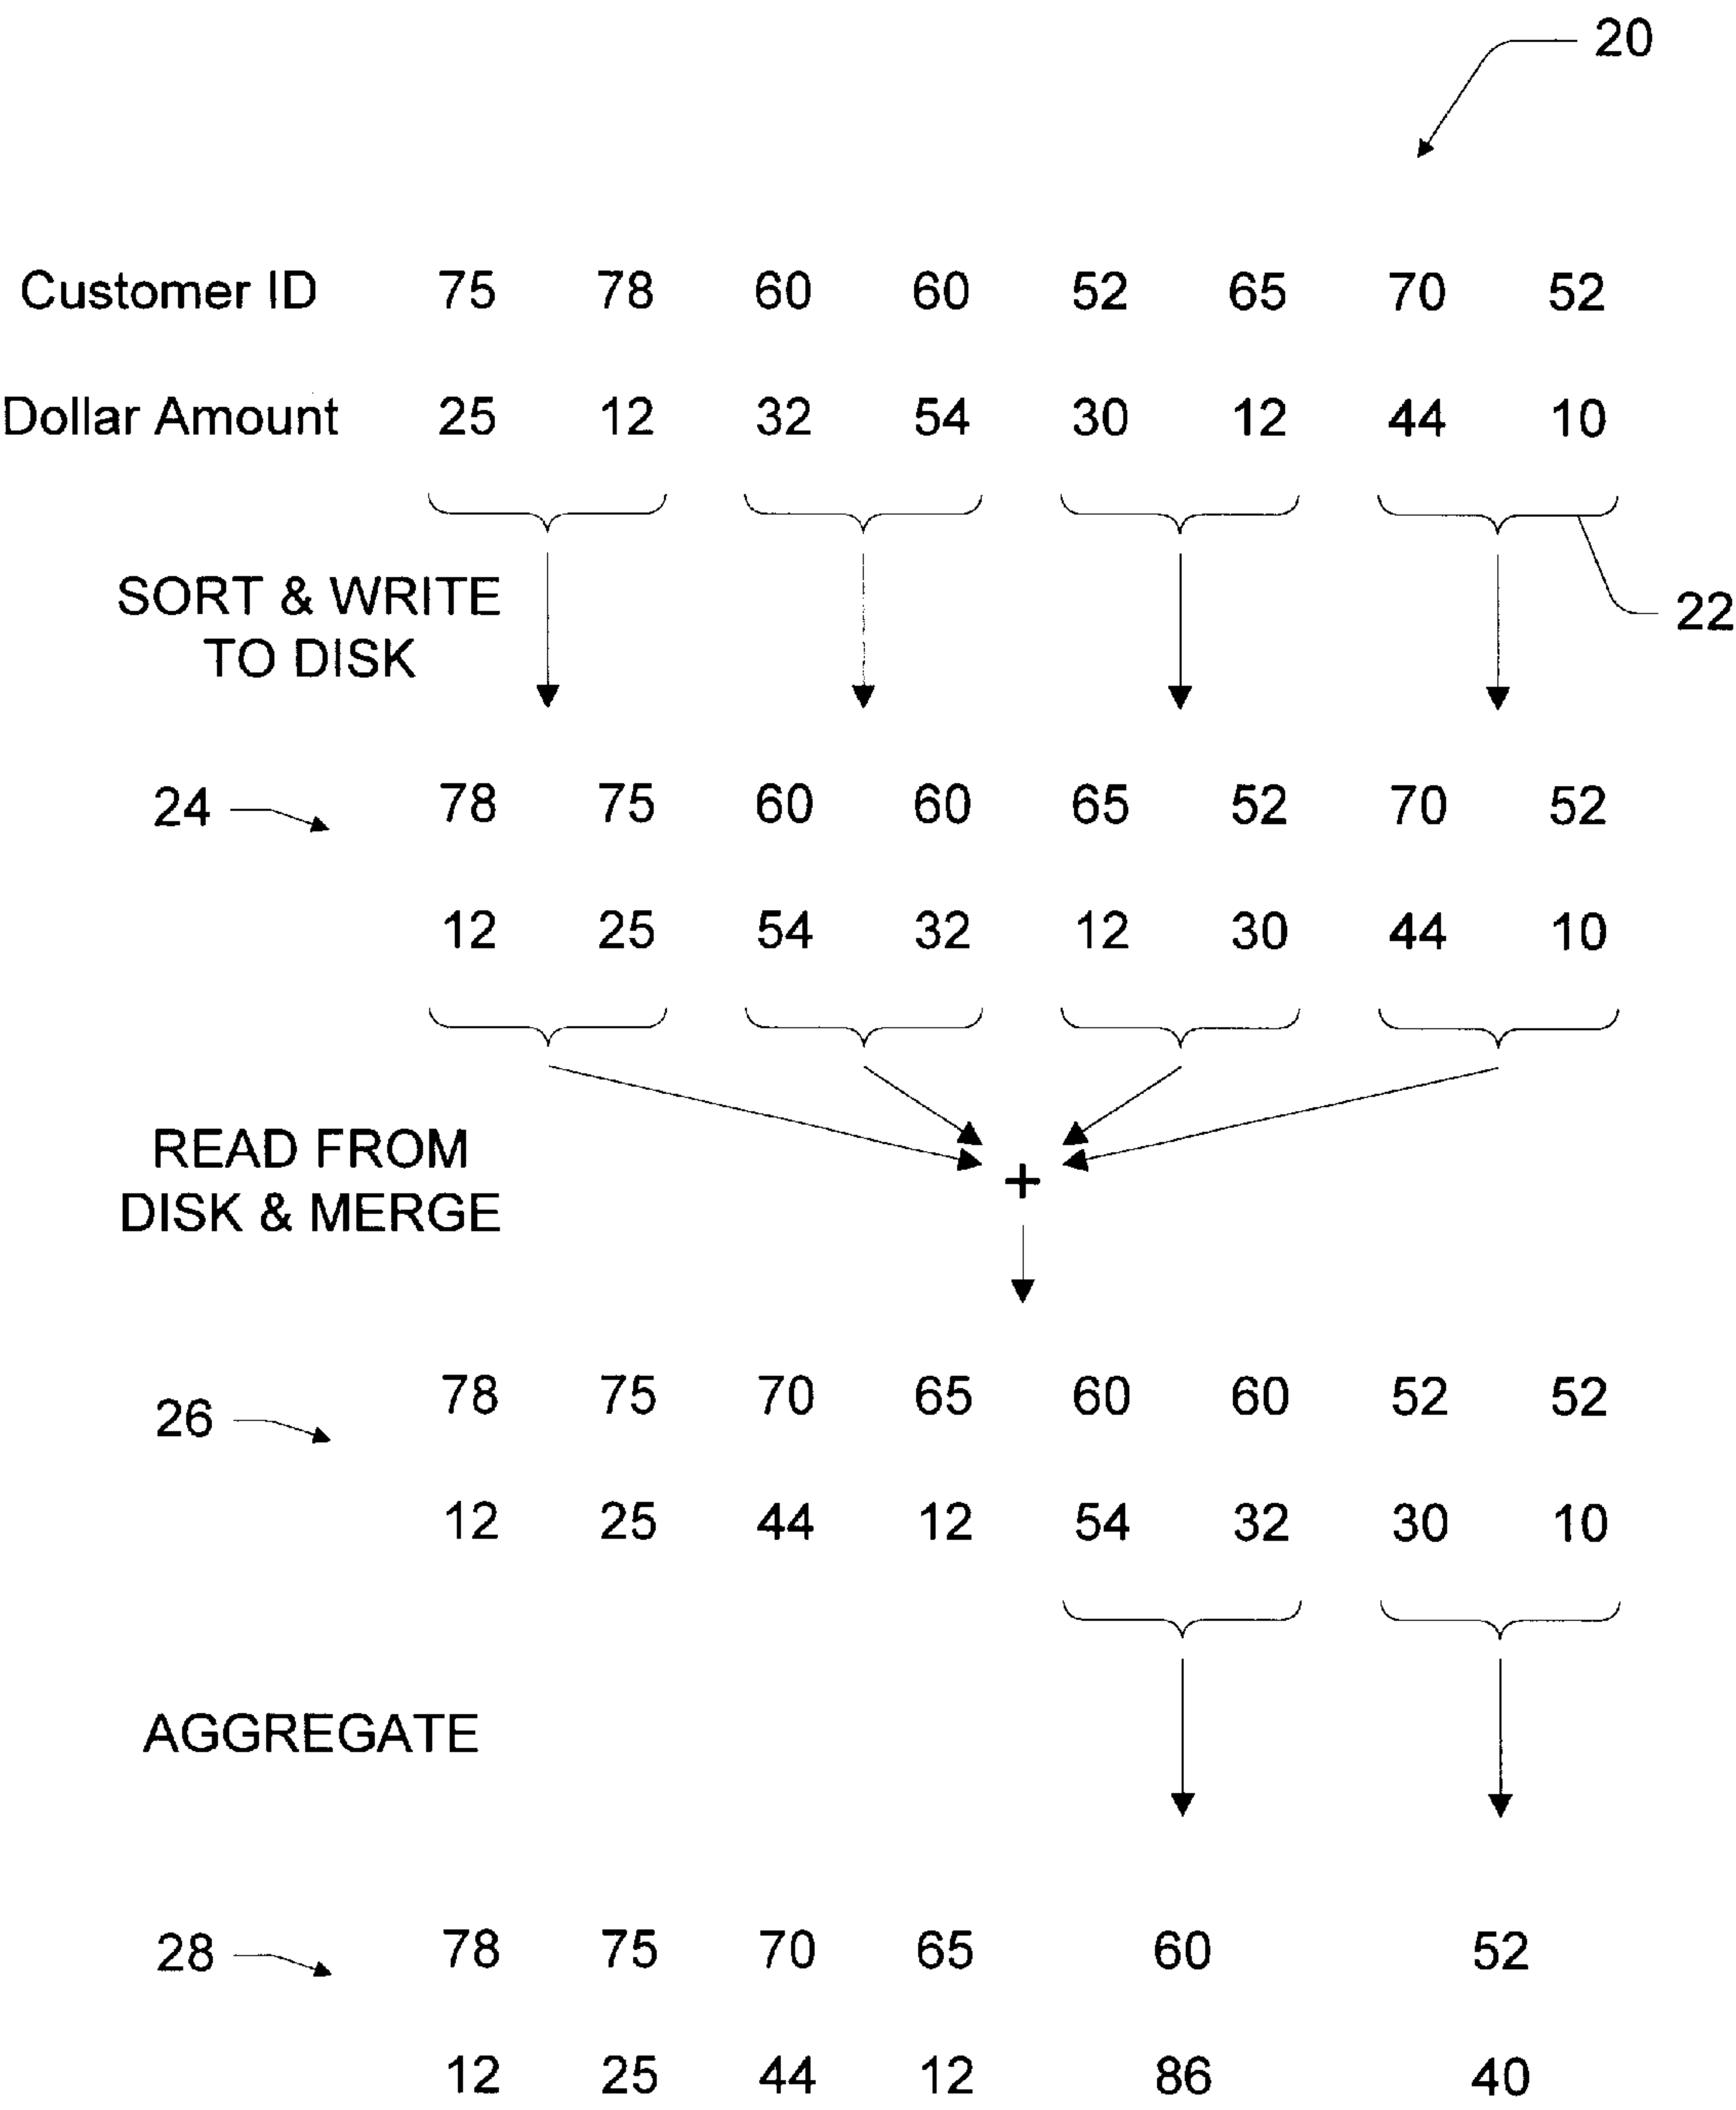 20
Customer ID 75 78 60 60 52 65 70 52
Dollar Amount 25 12 32 54 30 12 44 10
SORT & WRITE
TO DISK
22
24 78 75 60 60 65 52 70 52
12 25 54 32 12 30 44 10
READ FROM
DISK & MERGE
+
26 78 75 70 65 60 60 52 52
12 25 44 12 54 32 30 10
AGGREGATE
28 78 75 70 65 60 52
12 25 44 12 86 40